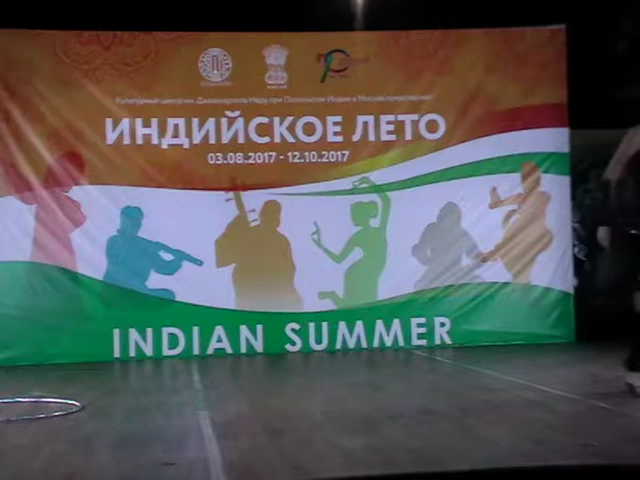 Культурный центр им. Джавахарлала Неру при Посольстве Индии в Москве
ИНДИЙСКОЕ ЛЕТО
03.08.2017 - 12.10.2017
INDIAN SUMMER